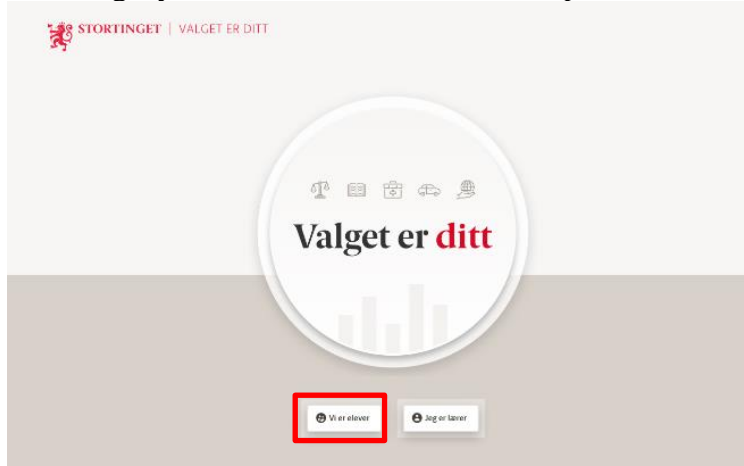 STORTINGET | VALGET ER DITT
Valget er ditt
Vi er elever
Jeg er lærer